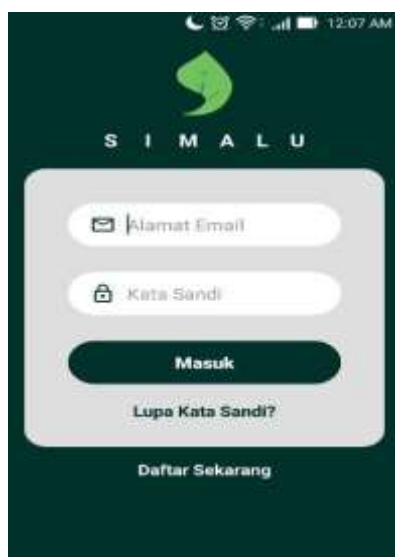 12:07 AM
S I M A L U
Alamat Email
Kata Sandi
Masuk
Lupa Kata Sandi?
Daftar Sekarang